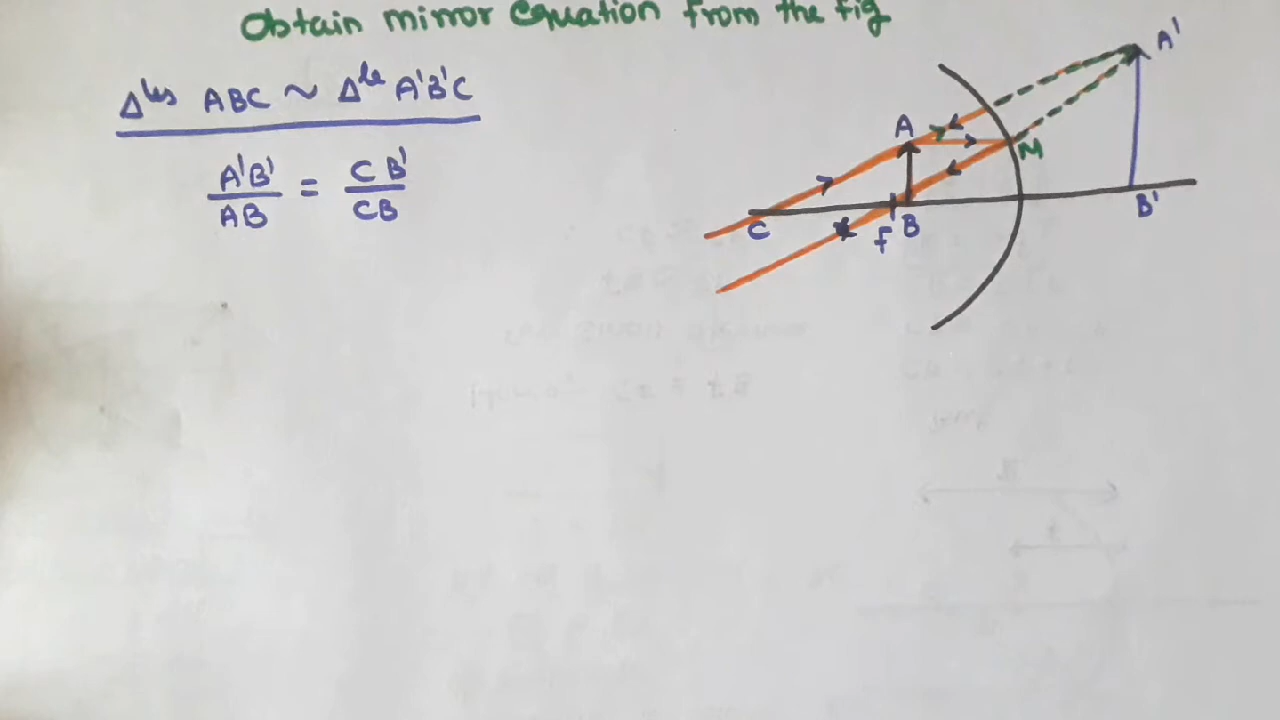 Obtain mirror Equation from the fig
Δles ABC ~ Δle A'B'C
A'B'/AB = CB'/CB
A'
A
M
C
F
B
B'